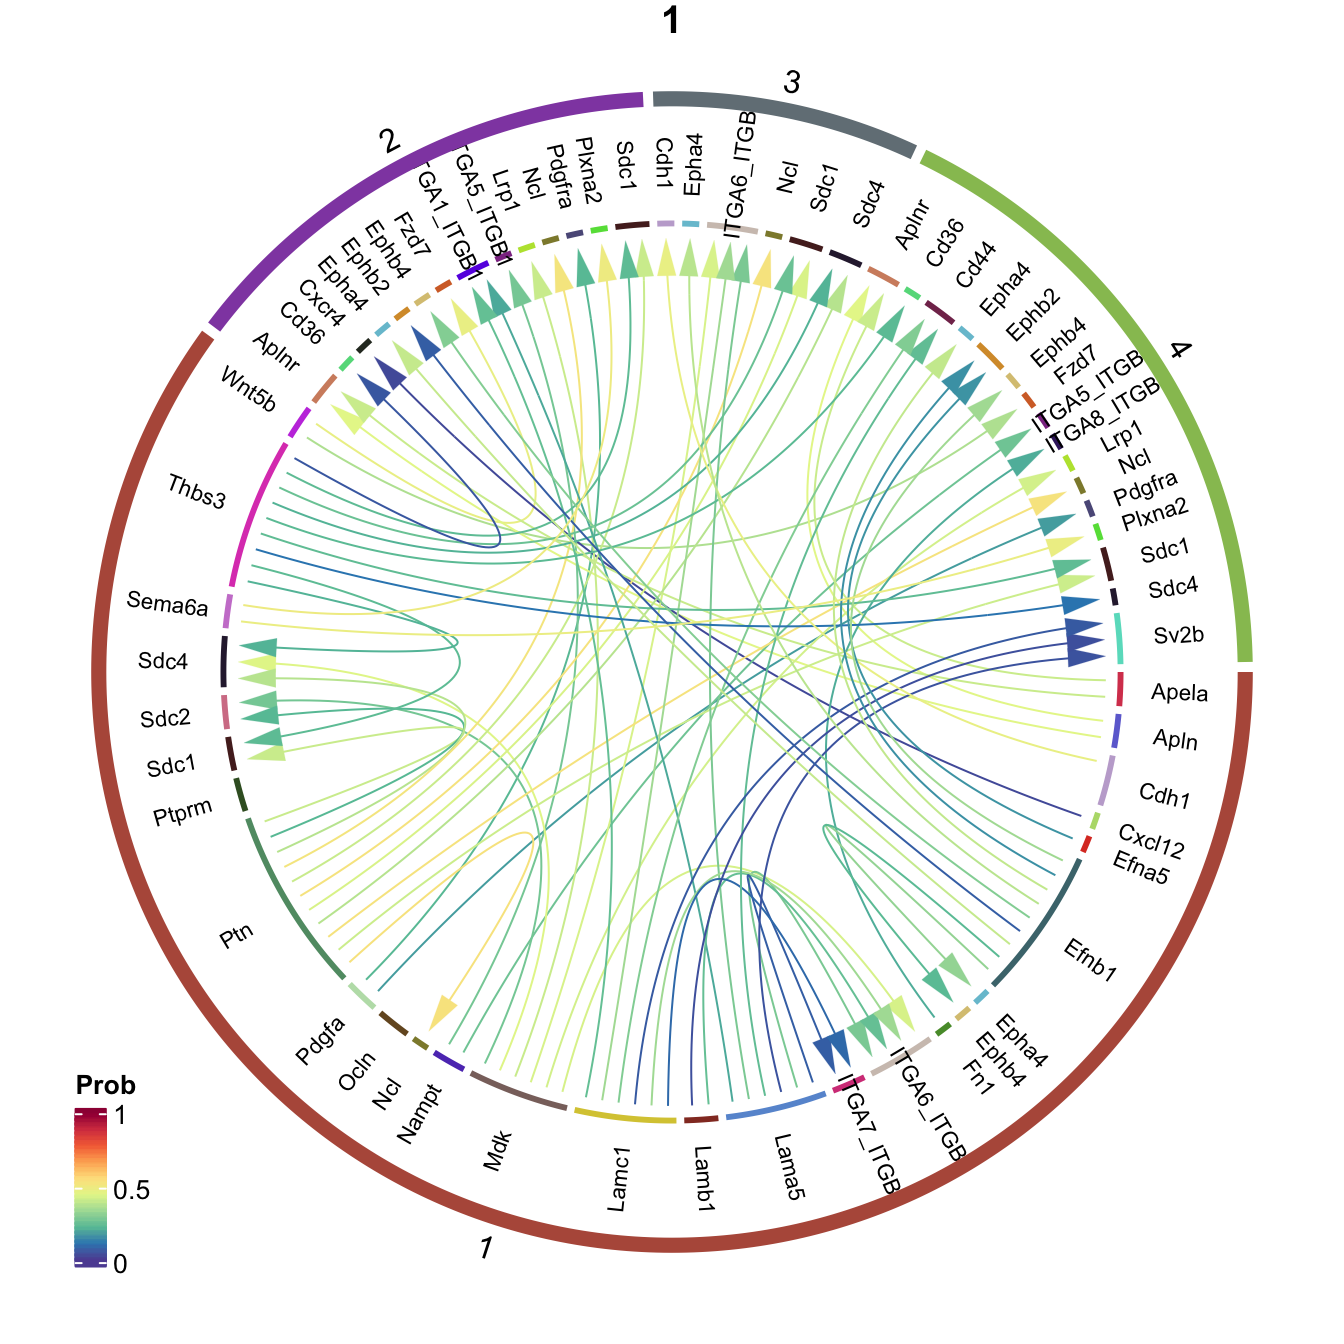 1
3
Cdh1
Epha4
ITGA6_ITGB
Ncl
Sdc1
Sdc4
4
Aplnr
Cd36
Cd44
Epha4
Ephb2
Ephb4
Fzd7
ITGA5_ITGB
ITGA8_ITGB
Lrp1
Ncl
Pdgfra
Plxna2
Sdc1
Sdc4
Sv2b
Apela
Apln
Cdh1
Cxcl12
Efna5
Efnb1
Epha4
Ephb4
Fn1
ITGA6_ITGB
ITGA7_ITGB
Lama5
Lamb1
Lamc1
1
Mdk
Nampt
Ncl
Ocln
Pdgfa
Ptn
Ptprm
Sdc1
Sdc2
Sdc4
Sema6a
Thbs3
Wnt5b
2
Aplnr
Cd36
Cxcr4
Epha4
Ephb2
Ephb4
Fzd7
TGA1_ITGB1
TGA5_ITGB1
Lrp1
Ncl
Pdgfra
Plxna2
Sdc1
Prob
1
0.5
0